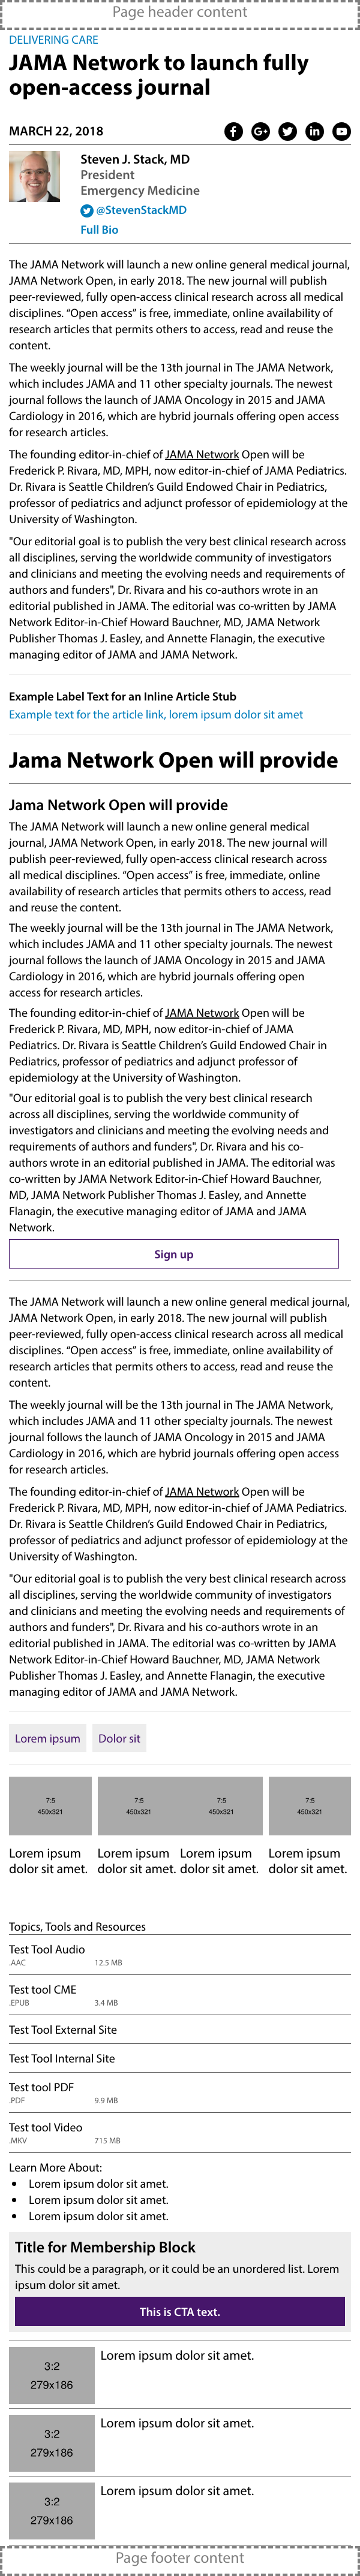 Page header content
DELIVERING CARE
JAMA Network to launch fully
open-access journal
MARCH 22, 2018
Steven J. Stack, MD
President
Emergency Medicine
@StevenStackMD
Full Bio
The JAMA Network will launch a new online general medical journal,
JAMA Network Open, in early 2018. The new journal will publish
peer-reviewed, fully open-access clinical research across all medical
disciplines. “Open access” is free, immediate, online availability of
research articles that permits others to access, read and reuse the
content.
The weekly journal will be the 13th journal in The JAMA Network,
which includes JAMA and 11 other specialty journals. The newest
journal follows the launch of JAMA Oncology in 2015 and JAMA
Cardiology in 2016, which are hybrid journals offering open access
for research articles.
The founding editor-in-chief of JAMA Network Open will be
Frederick P. Rivara, MD, MPH, now editor-in-chief of JAMA Pediatrics.
Dr. Rivara is Seattle Children’s Guild Endowed Chair in Pediatrics,
professor of pediatrics and adjunct professor of epidemiology at the
University of Washington.
"Our editorial goal is to publish the very best clinical research across
all disciplines, serving the worldwide community of investigators
and clinicians and meeting the evolving needs and requirements of
authors and funders", Dr. Rivara and his co-authors wrote in an
editorial published in JAMA. The editorial was co-written by JAMA
Network Editor-in-Chief Howard Bauchner, MD, JAMA Network
Publisher Thomas J. Easley, and Annette Flanagin, the executive
managing editor of JAMA and JAMA Network.
Example Label Text for an Inline Article Stub
Example text for the article link, lorem ipsum dolor sit amet
Jama Network Open will provide
Jama Network Open will provide
The JAMA Network will launch a new online general medical
journal, JAMA Network Open, in early 2018. The new journal will
publish peer-reviewed, fully open-access clinical research across
all medical disciplines. “Open access” is free, immediate, online
availability of research articles that permits others to access, read
and reuse the content.
The weekly journal will be the 13th journal in The JAMA Network,
which includes JAMA and 11 other specialty journals. The newest
journal follows the launch of JAMA Oncology in 2015 and JAMA
Cardiology in 2016, which are hybrid journals offering open
access for research articles.
The founding editor-in-chief of JAMA Network Open will be
Frederick P. Rivara, MD, MPH, now editor-in-chief of JAMA
Pediatrics. Dr. Rivara is Seattle Children’s Guild Endowed Chair in
Pediatrics, professor of pediatrics and adjunct professor of
epidemiology at the University of Washington.
"Our editorial goal is to publish the very best clinical research
across all disciplines, serving the worldwide community of
investigators and clinicians and meeting the evolving needs and
requirements of authors and funders", Dr. Rivara and his co-
authors wrote in an editorial published in JAMA. The editorial was
co-written by JAMA Network Editor-in-Chief Howard Bauchner,
MD, JAMA Network Publisher Thomas J. Easley, and Annette
Flanagin, the executive managing editor of JAMA and JAMA
Network.
Sign up
The JAMA Network will launch a new online general medical journal,
JAMA Network Open, in early 2018. The new journal will publish
peer-reviewed, fully open-access clinical research across all medical
disciplines. “Open access” is free, immediate, online availability of
research articles that permits others to access, read and reuse the
content.
The weekly journal will be the 13th journal in The JAMA Network,
which includes JAMA and 11 other specialty journals. The newest
journal follows the launch of JAMA Oncology in 2015 and JAMA
Cardiology in 2016, which are hybrid journals offering open access
for research articles.
The founding editor-in-chief of JAMA Network Open will be
Frederick P. Rivara, MD, MPH, now editor-in-chief of JAMA Pediatrics.
Dr. Rivara is Seattle Children’s Guild Endowed Chair in Pediatrics,
professor of pediatrics and adjunct professor of epidemiology at the
University of Washington.
"Our editorial goal is to publish the very best clinical research across
all disciplines, serving the worldwide community of investigators
and clinicians and meeting the evolving needs and requirements of
authors and funders", Dr. Rivara and his co-authors wrote in an
editorial published in JAMA. The editorial was co-written by JAMA
Network Editor-in-Chief Howard Bauchner, MD, JAMA Network
Publisher Thomas J. Easley, and Annette Flanagin, the executive
managing editor of JAMA and JAMA Network.
Lorem ipsum Dolor sit
7:5 7:5 7:5 7:5
450x321 450x321 450x321 450x321
Lorem ipsum Lorem ipsum Lorem ipsum Lorem ipsum
dolor sit amet. dolor sit amet. dolor sit amet. dolor sit amet.
Topics, Tools and Resources
Test Tool Audio
.AAC 12.5 MB
Test tool CME
.EPUB 3.4 MB
Test Tool External Site
Test Tool Internal Site
Test tool PDF
.PDF 9.9 MB
Test tool Video
.MKV 715 MB
Learn More About:
• Lorem ipsum dolor sit amet.
• Lorem ipsum dolor sit amet.
• Lorem ipsum dolor sit amet.
Title for Membership Block
This could be a paragraph, or it could be an unordered list. Lorem
ipsum dolor sit amet.
This is CTA text.
Lorem ipsum dolor sit amet.
3:2
279x186
Lorem ipsum dolor sit amet.
3:2
279x186
Lorem ipsum dolor sit amet.
3:2
279x186
Page footer content